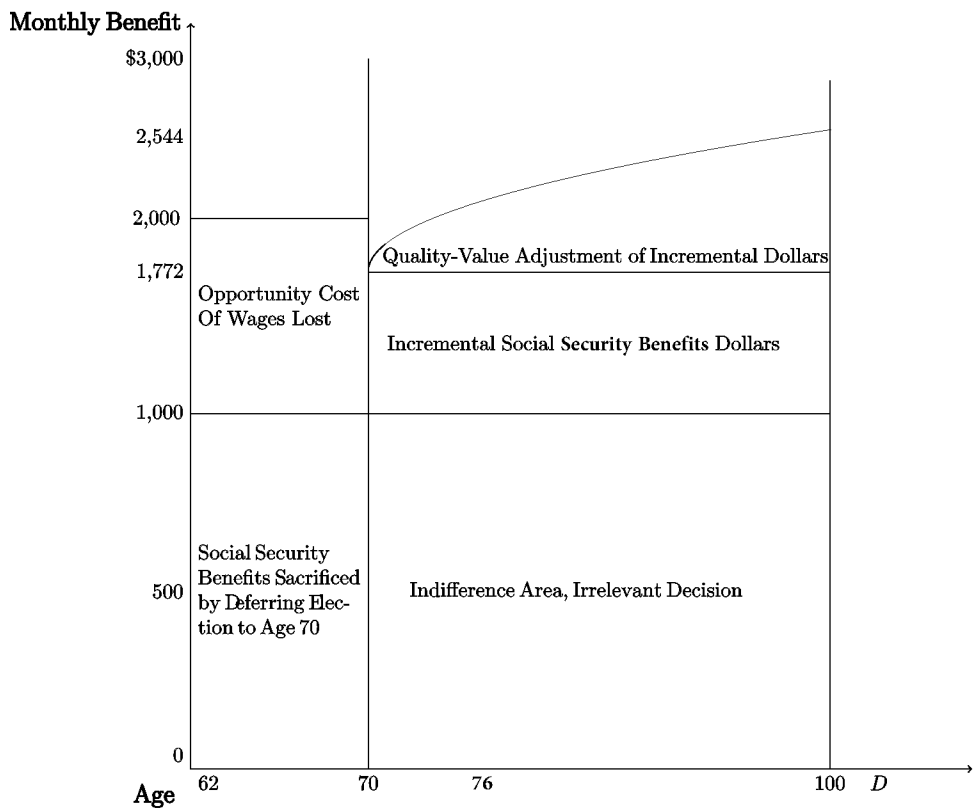 Monthly Benefit
$3,000
2,544
2,000
1,772
Quality-Value Adjustment of Incremental Dollars
Opportunity Cost
Of Wages Lost
Incremental Social Security Benefits Dollars
1,000
Social Security
Benefits Sacrificed
by Deferring Elec-
tion to Age 70
500
Indifference Area, Irrelevant Decision
0
62
70
76
100
D
Age